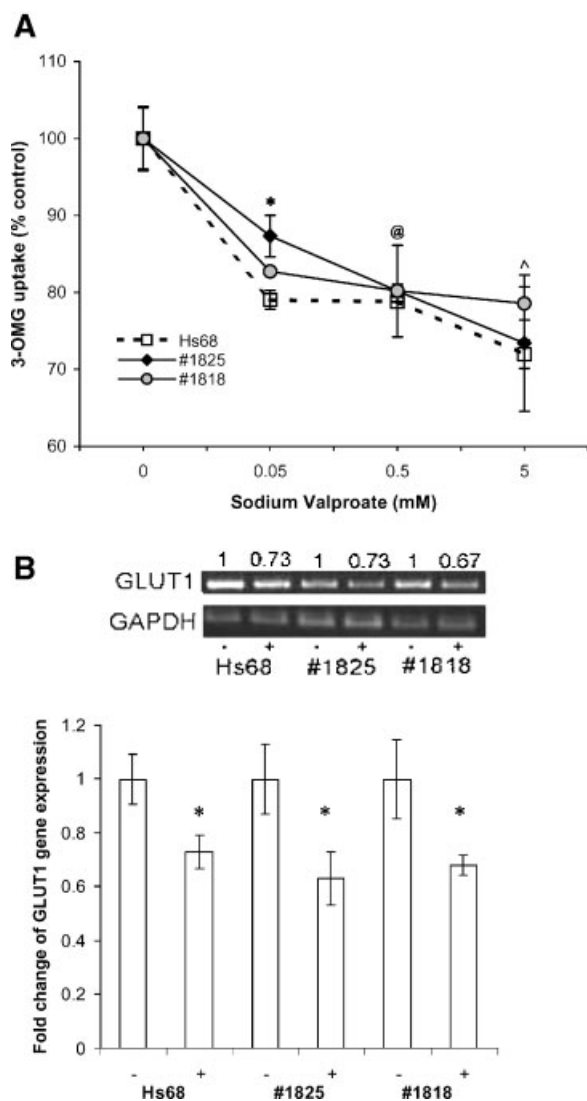 A
110
100
90
80
70
60
3-OMG uptake (% control)
*
@
^
Hs68
#1825
#1818
0
0.05
0.5
5
Sodium Valproate (mM)
B
1 0.73 1 0.73 1 0.67
GLUT1
GAPDH
- + - + - +
Hs68 #1825 #1818
1.2
1
0.8
0.6
0.4
0.2
0
Fold change of GLUT1 gene expression
* * *
- + - + - +
Hs68 #1825 #1818